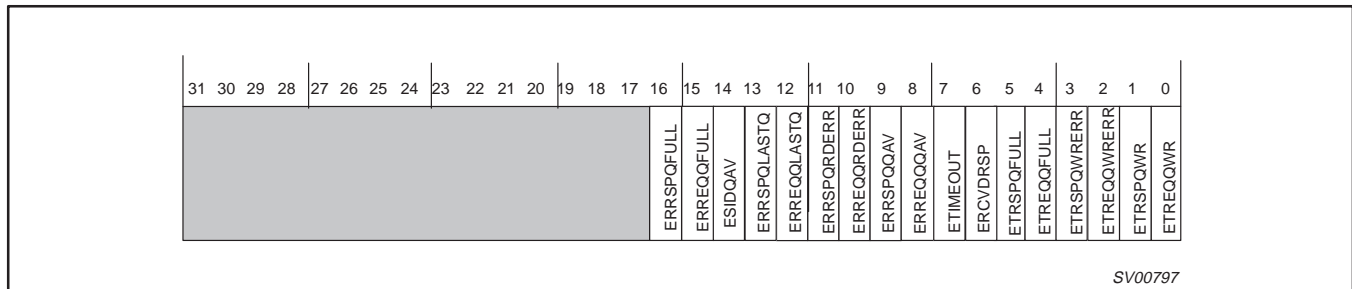 31 30 29 28 27 26 25 24 23 22 21 20 19 18 17 16 15 14 13 12 11 10 9 8 7 6 5 4 3 2 1 0
ERRSPQFULL
ERREQQFULL
ESIDQAV
ERRSPQLASTQ
ERREQQLASTQ
ERRSPQRDERR
ERREQQRDERR
ERRSPQQAV
ERREQQQAV
ETIMEOUT
ERCVDRSP
ETRSPQFULL
ETREQQFULL
ETRSPQWRERR
ETREQQWRERR
ETRSPQWR
ETREQQWR
SV00797